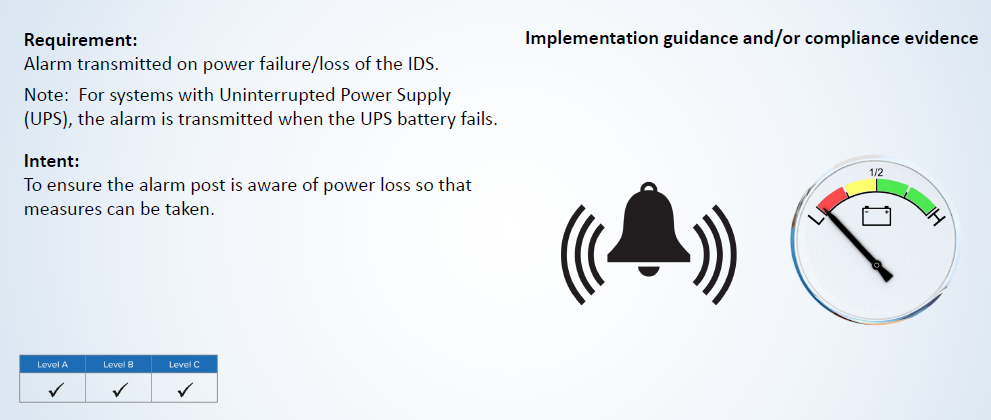 Requirement:
Alarm transmitted on power failure/loss of the IDS.
Note:  For systems with Uninterrupted Power Supply
(UPS), the alarm is transmitted when the UPS battery fails.
Intent:
To ensure the alarm post is aware of power loss so that
measures can be taken.
Implementation guidance and/or compliance evidence
1/2
L H
- +
Level A Level B Level C
✓ ✓ ✓